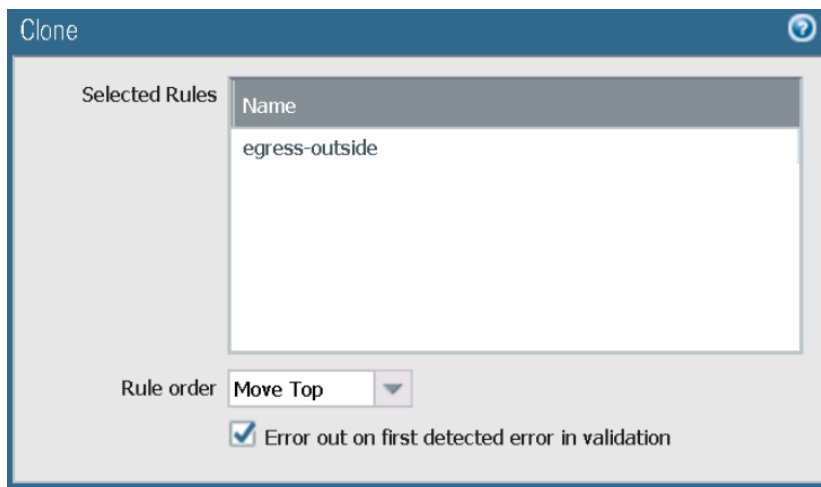 Clone
Selected Rules
Name
egress-outside
Rule order Move Top
Error out on first detected error in validation